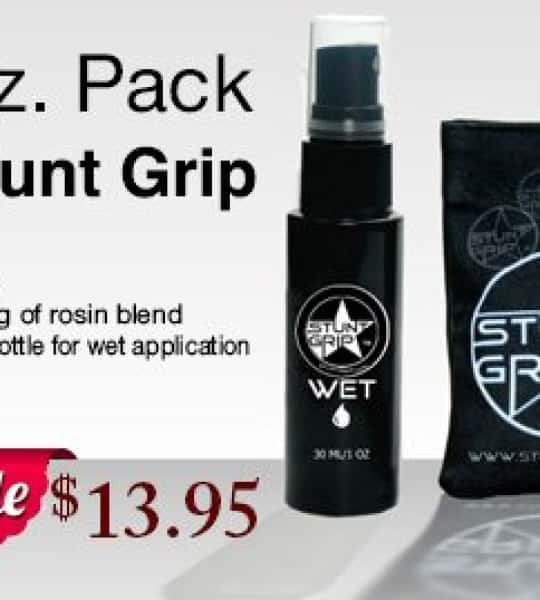 z. Pack
unt Grip
g of rosin blend
ottle for wet application
le $13.95
STUNT
GRIP
WET
30 ML/1 OZ
STUNT
GRIP
ST
GR
WWW.ST